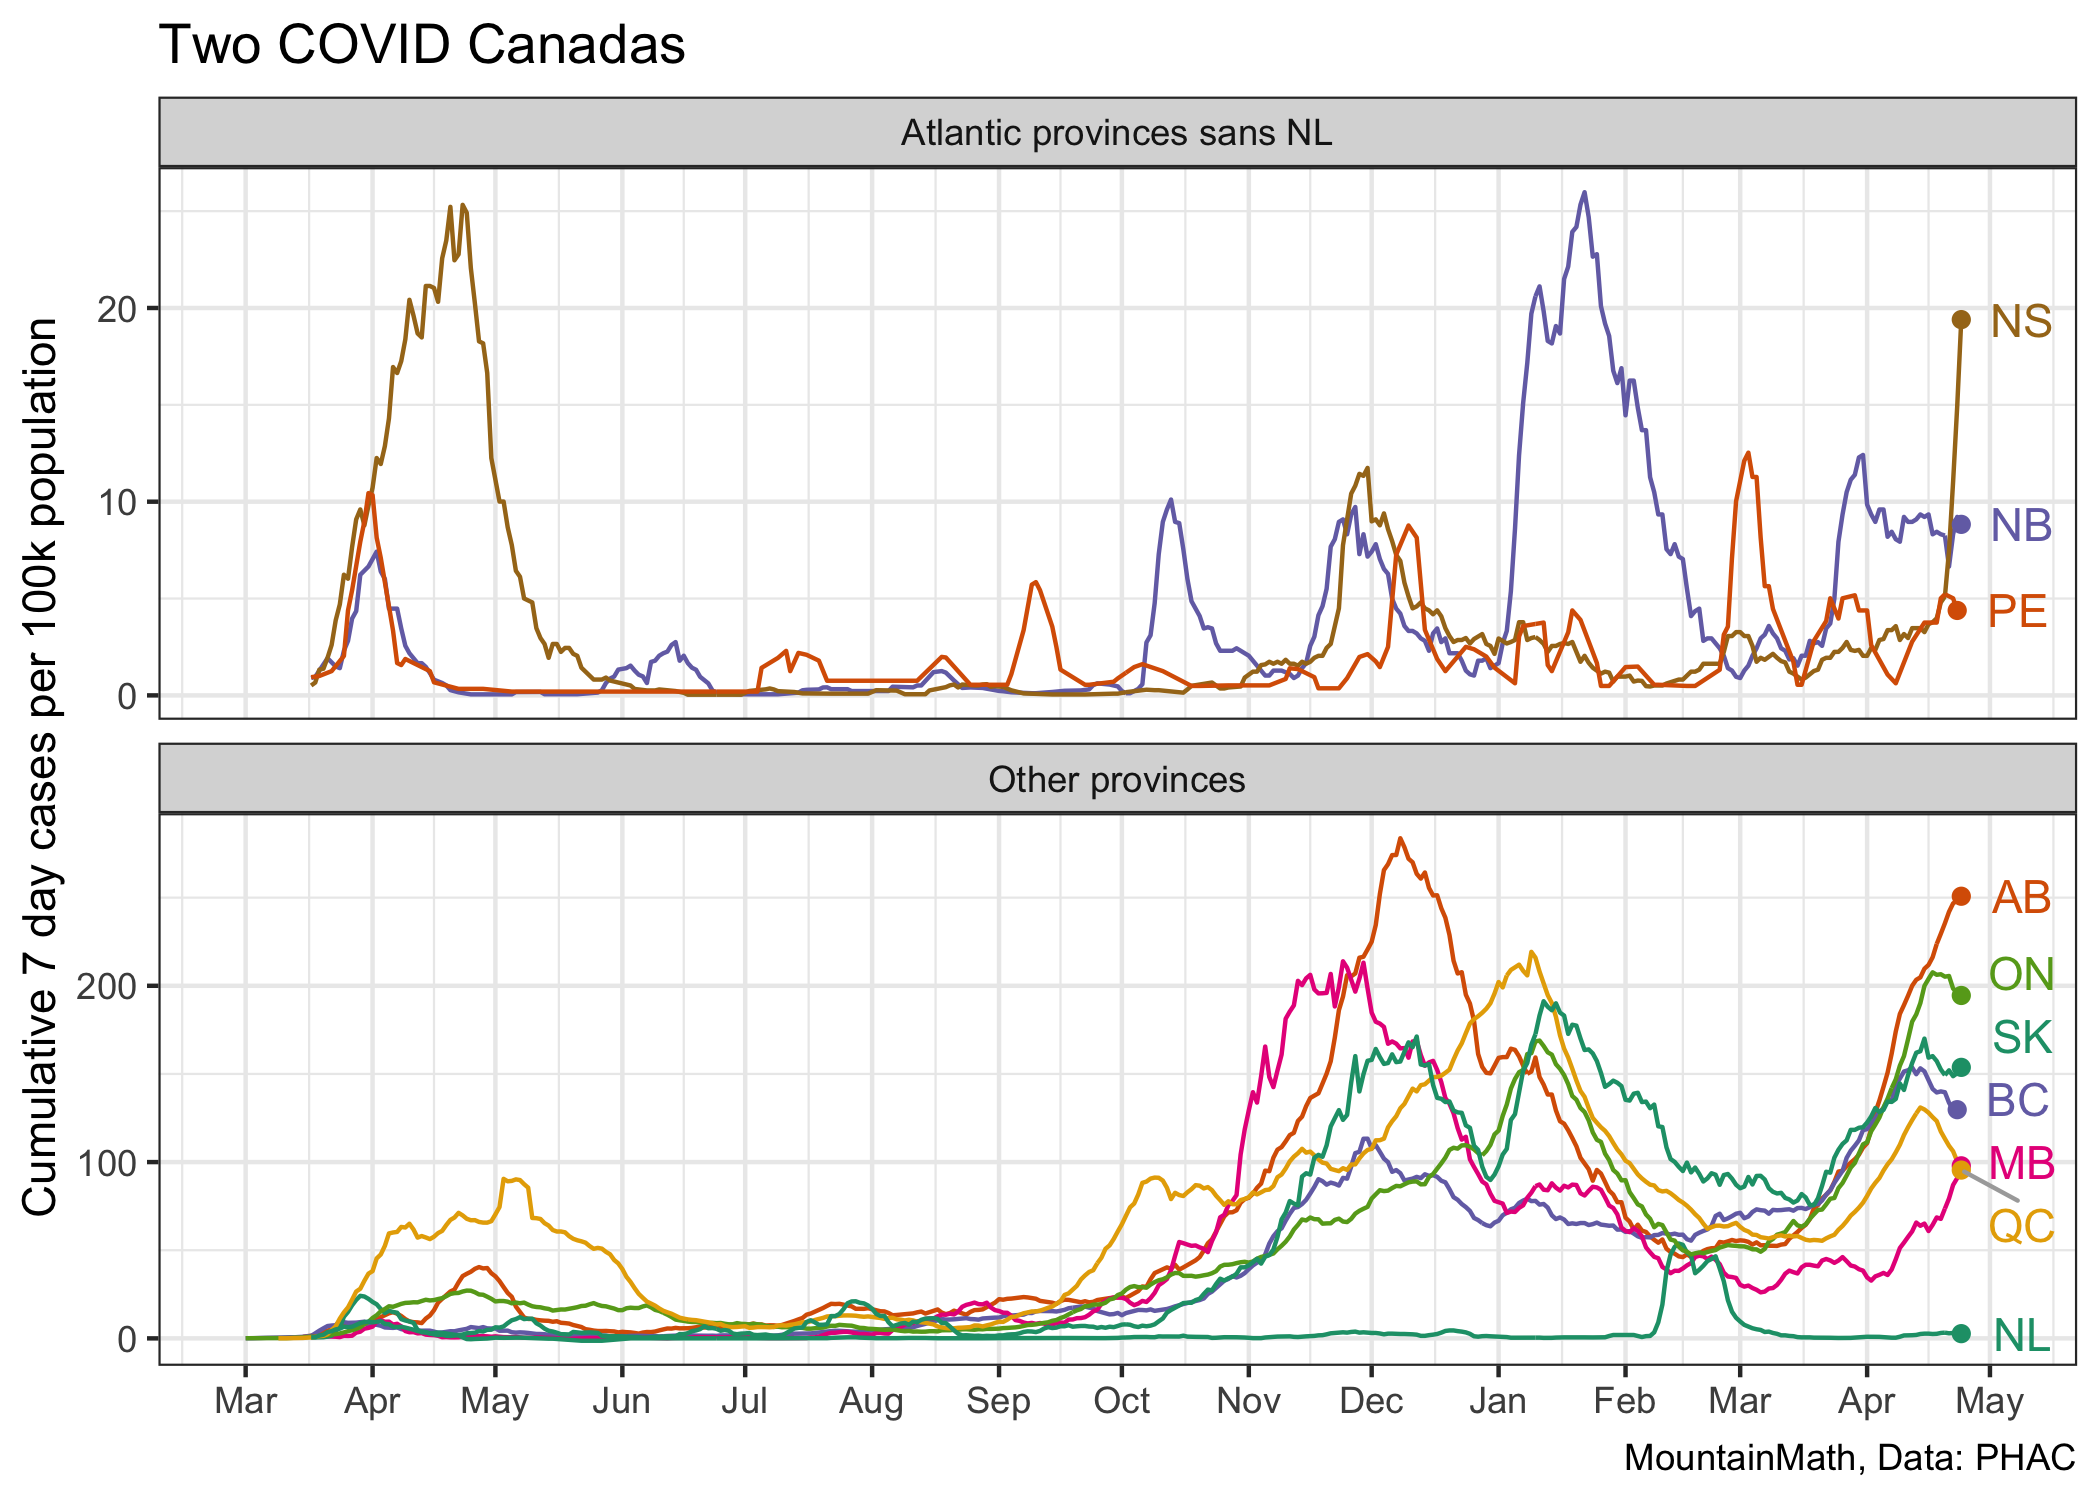 Two COVID Canadas
Atlantic provinces sans NL
Cumulative 7 day cases per 100k population
20
10
0
NS
NB
PE
Other provinces
200
100
0
AB
ON
SK
BC
MB
QC
NL
Mar Apr May Jun Jul Aug Sep Oct Nov Dec Jan Feb Mar Apr May
MountainMath, Data: PHAC